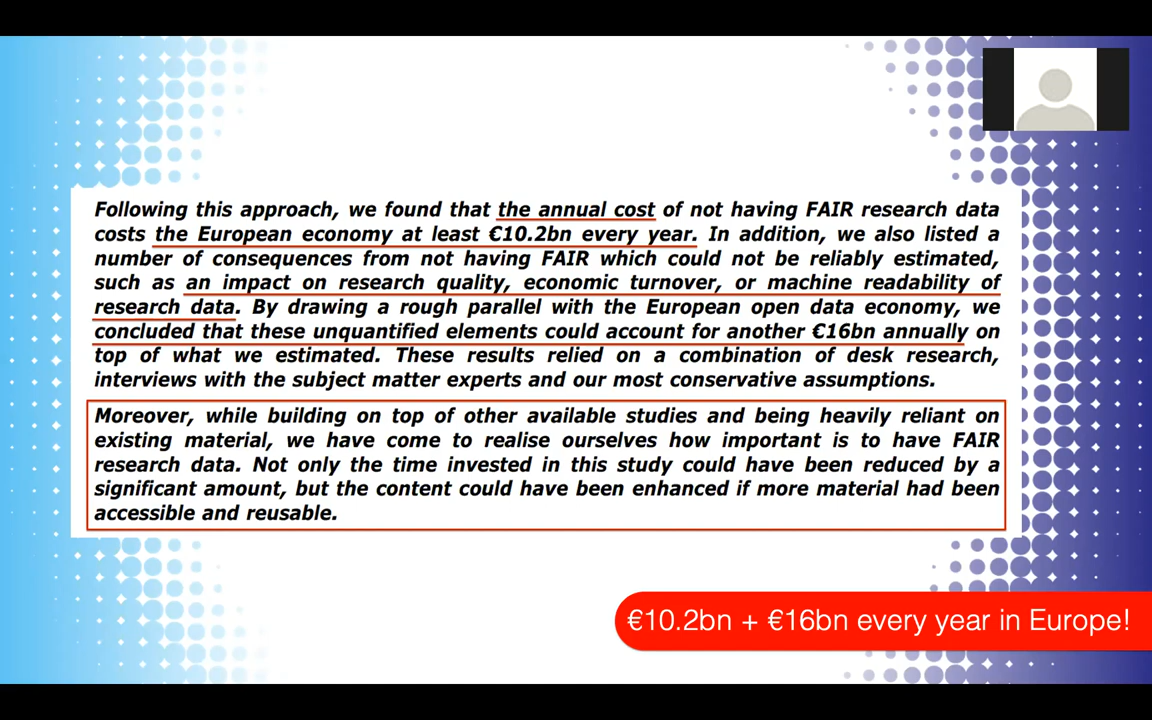 Following this approach, we found that the annual cost of not having FAIR research data
costs the European economy at least €10.2bn every year. In addition, we also listed a
number of consequences from not having FAIR which could not be reliably estimated,
such as an impact on research quality, economic turnover, or machine readability of
research data. By drawing a rough parallel with the European open data economy, we
concluded that these unquantified elements could account for another €16bn annually on
top of what we estimated. These results relied on a combination of desk research,
interviews with the subject matter experts and our most conservative assumptions.
Moreover, while building on top of other available studies and being heavily reliant on
existing material, we have come to realise ourselves how important is to have FAIR
research data. Not only the time invested in this study could have been reduced by a
significant amount, but the content could have been enhanced if more material had been
accessible and reusable.
€10.2bn + €16bn every year in Europe!